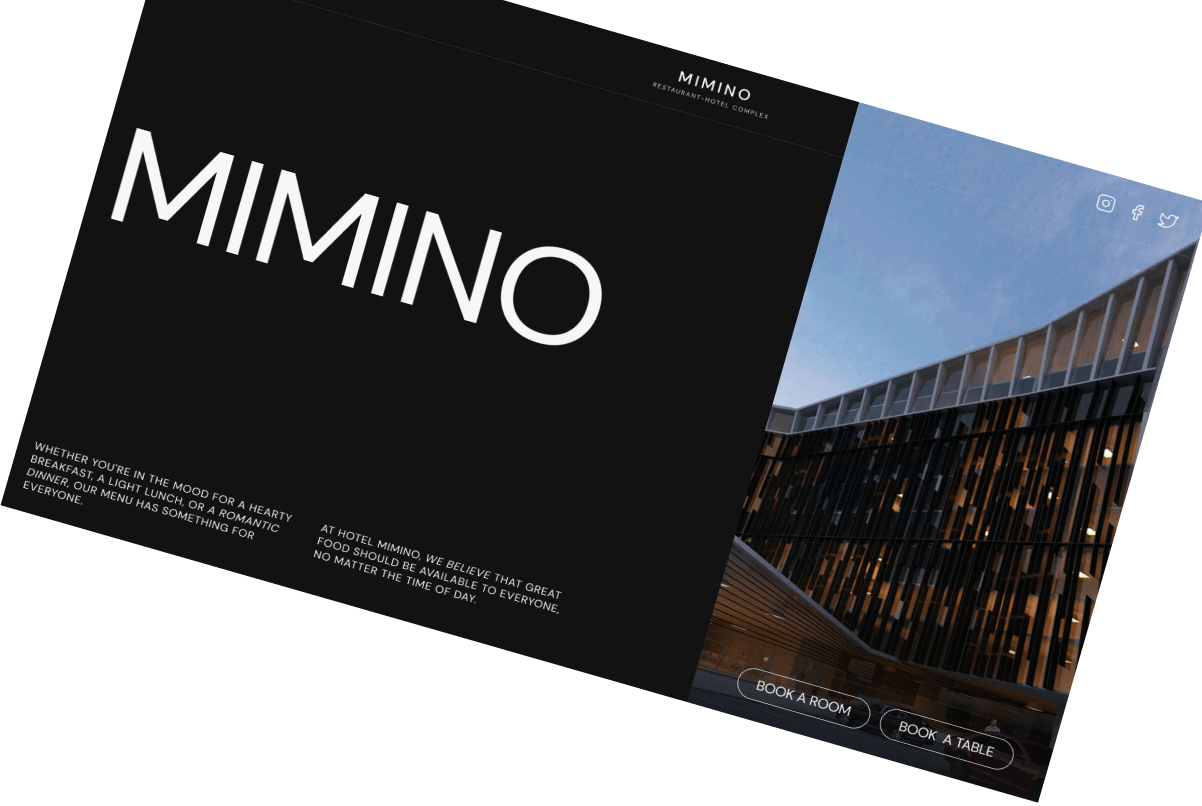 MIMINO
RESTAURANT-HOTEL COMPLEX
MIMINO
WHETHER YOU'RE IN THE MOOD FOR A HEARTY
BREAKFAST, A LIGHT LUNCH, OR A ROMANTIC
DINNER, OUR MENU HAS SOMETHING FOR
EVERYONE.
AT HOTEL MIMINO, WE BELIEVE THAT GREAT
FOOD SHOULD BE AVAILABLE TO EVERYONE,
NO MATTER THE TIME OF DAY.
BOOK A ROOM
BOOK A TABLE